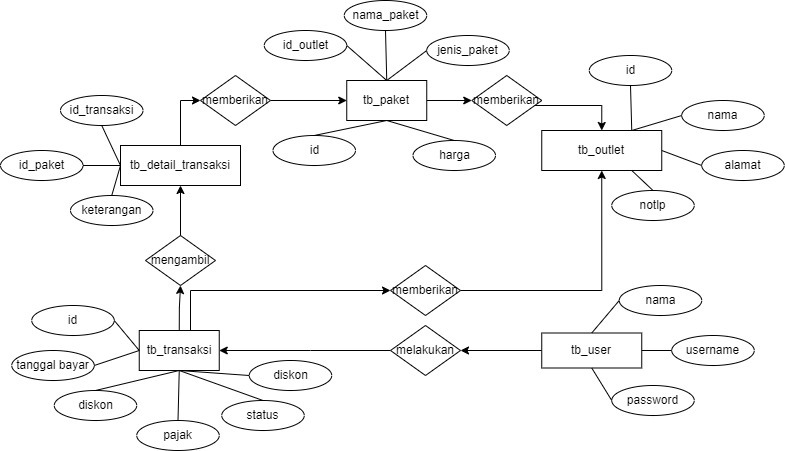 nama_paket
id_outlet
jenis_paket
id
id_transaksi
memberikan
tb_paket
memberikan
nama
id_paket
tb_detail_transaksi
id
harga
tb_outlet
alamat
keterangan
notlp
mengambil
memberikan
nama
id
tb_transaksi
melakukan
tb_user
username
tanggal bayar
diskon
diskon
status
password
pajak